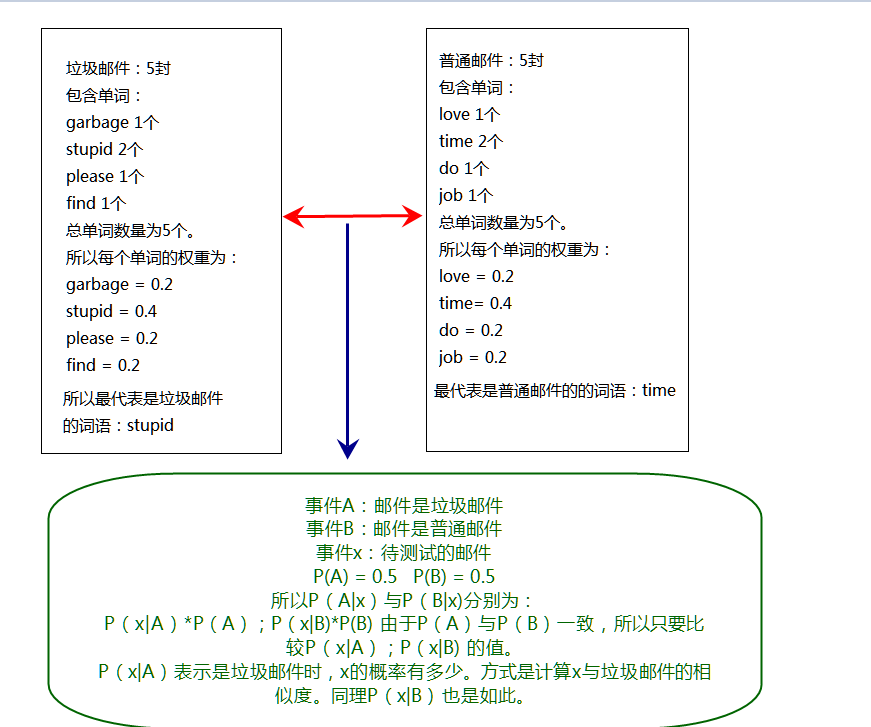 垃圾邮件：5封
包含单词：
garbage 1个
stupid 2个
please 1个
find 1个
总单词数量为5个。
所以每个单词的权重为：
garbage = 0.2
stupid = 0.4
please = 0.2
find = 0.2
所以最代表是垃圾邮件
的词语：stupid
普通邮件：5封
包含单词：
love 1个
time 2个
do 1个
job 1个
总单词数量为5个。
所以每个单词的权重为：
love = 0.2
time= 0.4
do = 0.2
job = 0.2
最代表是普通邮件的的词语：time
事件A：邮件是垃圾邮件
事件B：邮件是普通邮件
事件x：待测试的邮件
P(A) = 0.5 P(B) = 0.5
所以P（A|x）与P（B|x)分别为：
P（x|A）*P（A）；P（x|B)*P(B) 由于P（A）与P（B）一致，所以只要比
较P（x|A）；P（x|B) 的值。
P（x|A）表示是垃圾邮件时，x的概率有多少。方式是计算x与垃圾邮件的相
似度。同理P（x|B）也是如此。